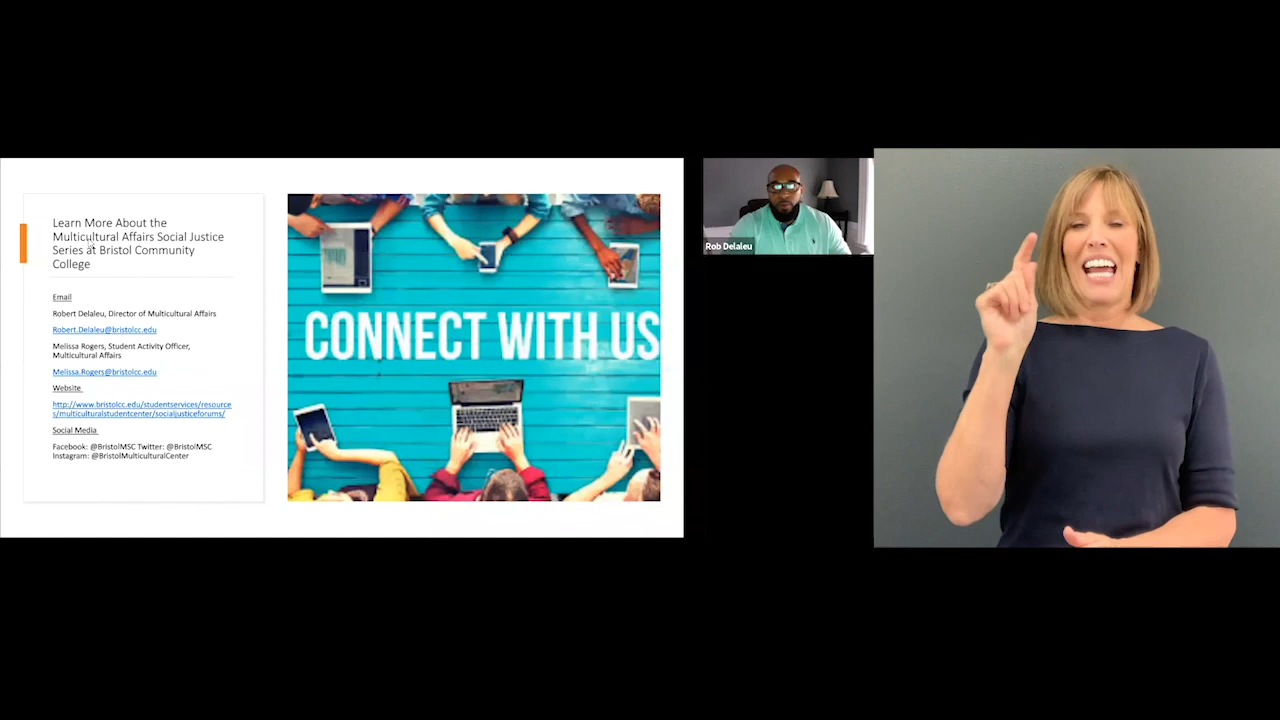 Learn More About the
Multicultural Affairs Social Justice
Series at Bristol Community
College
Email
Robert Delaleu, Director of Multicultural Affairs
Robert.Delaleu@bristolcc.edu
Melissa Rogers, Student Activity Officer,
Multicultural Affairs
Melissa.Rogers@bristolcc.edu
Website
http://www.bristolcc.edu/studentservices/resource
s/multiculturalstudentcenter/socialjusticeforums/
Social Media
Facebook: @BristolMSC Twitter: @BristolMSC
Instagram: @BristolMulticulturalCenter
CONNECT WITH US
Rob Delaleu